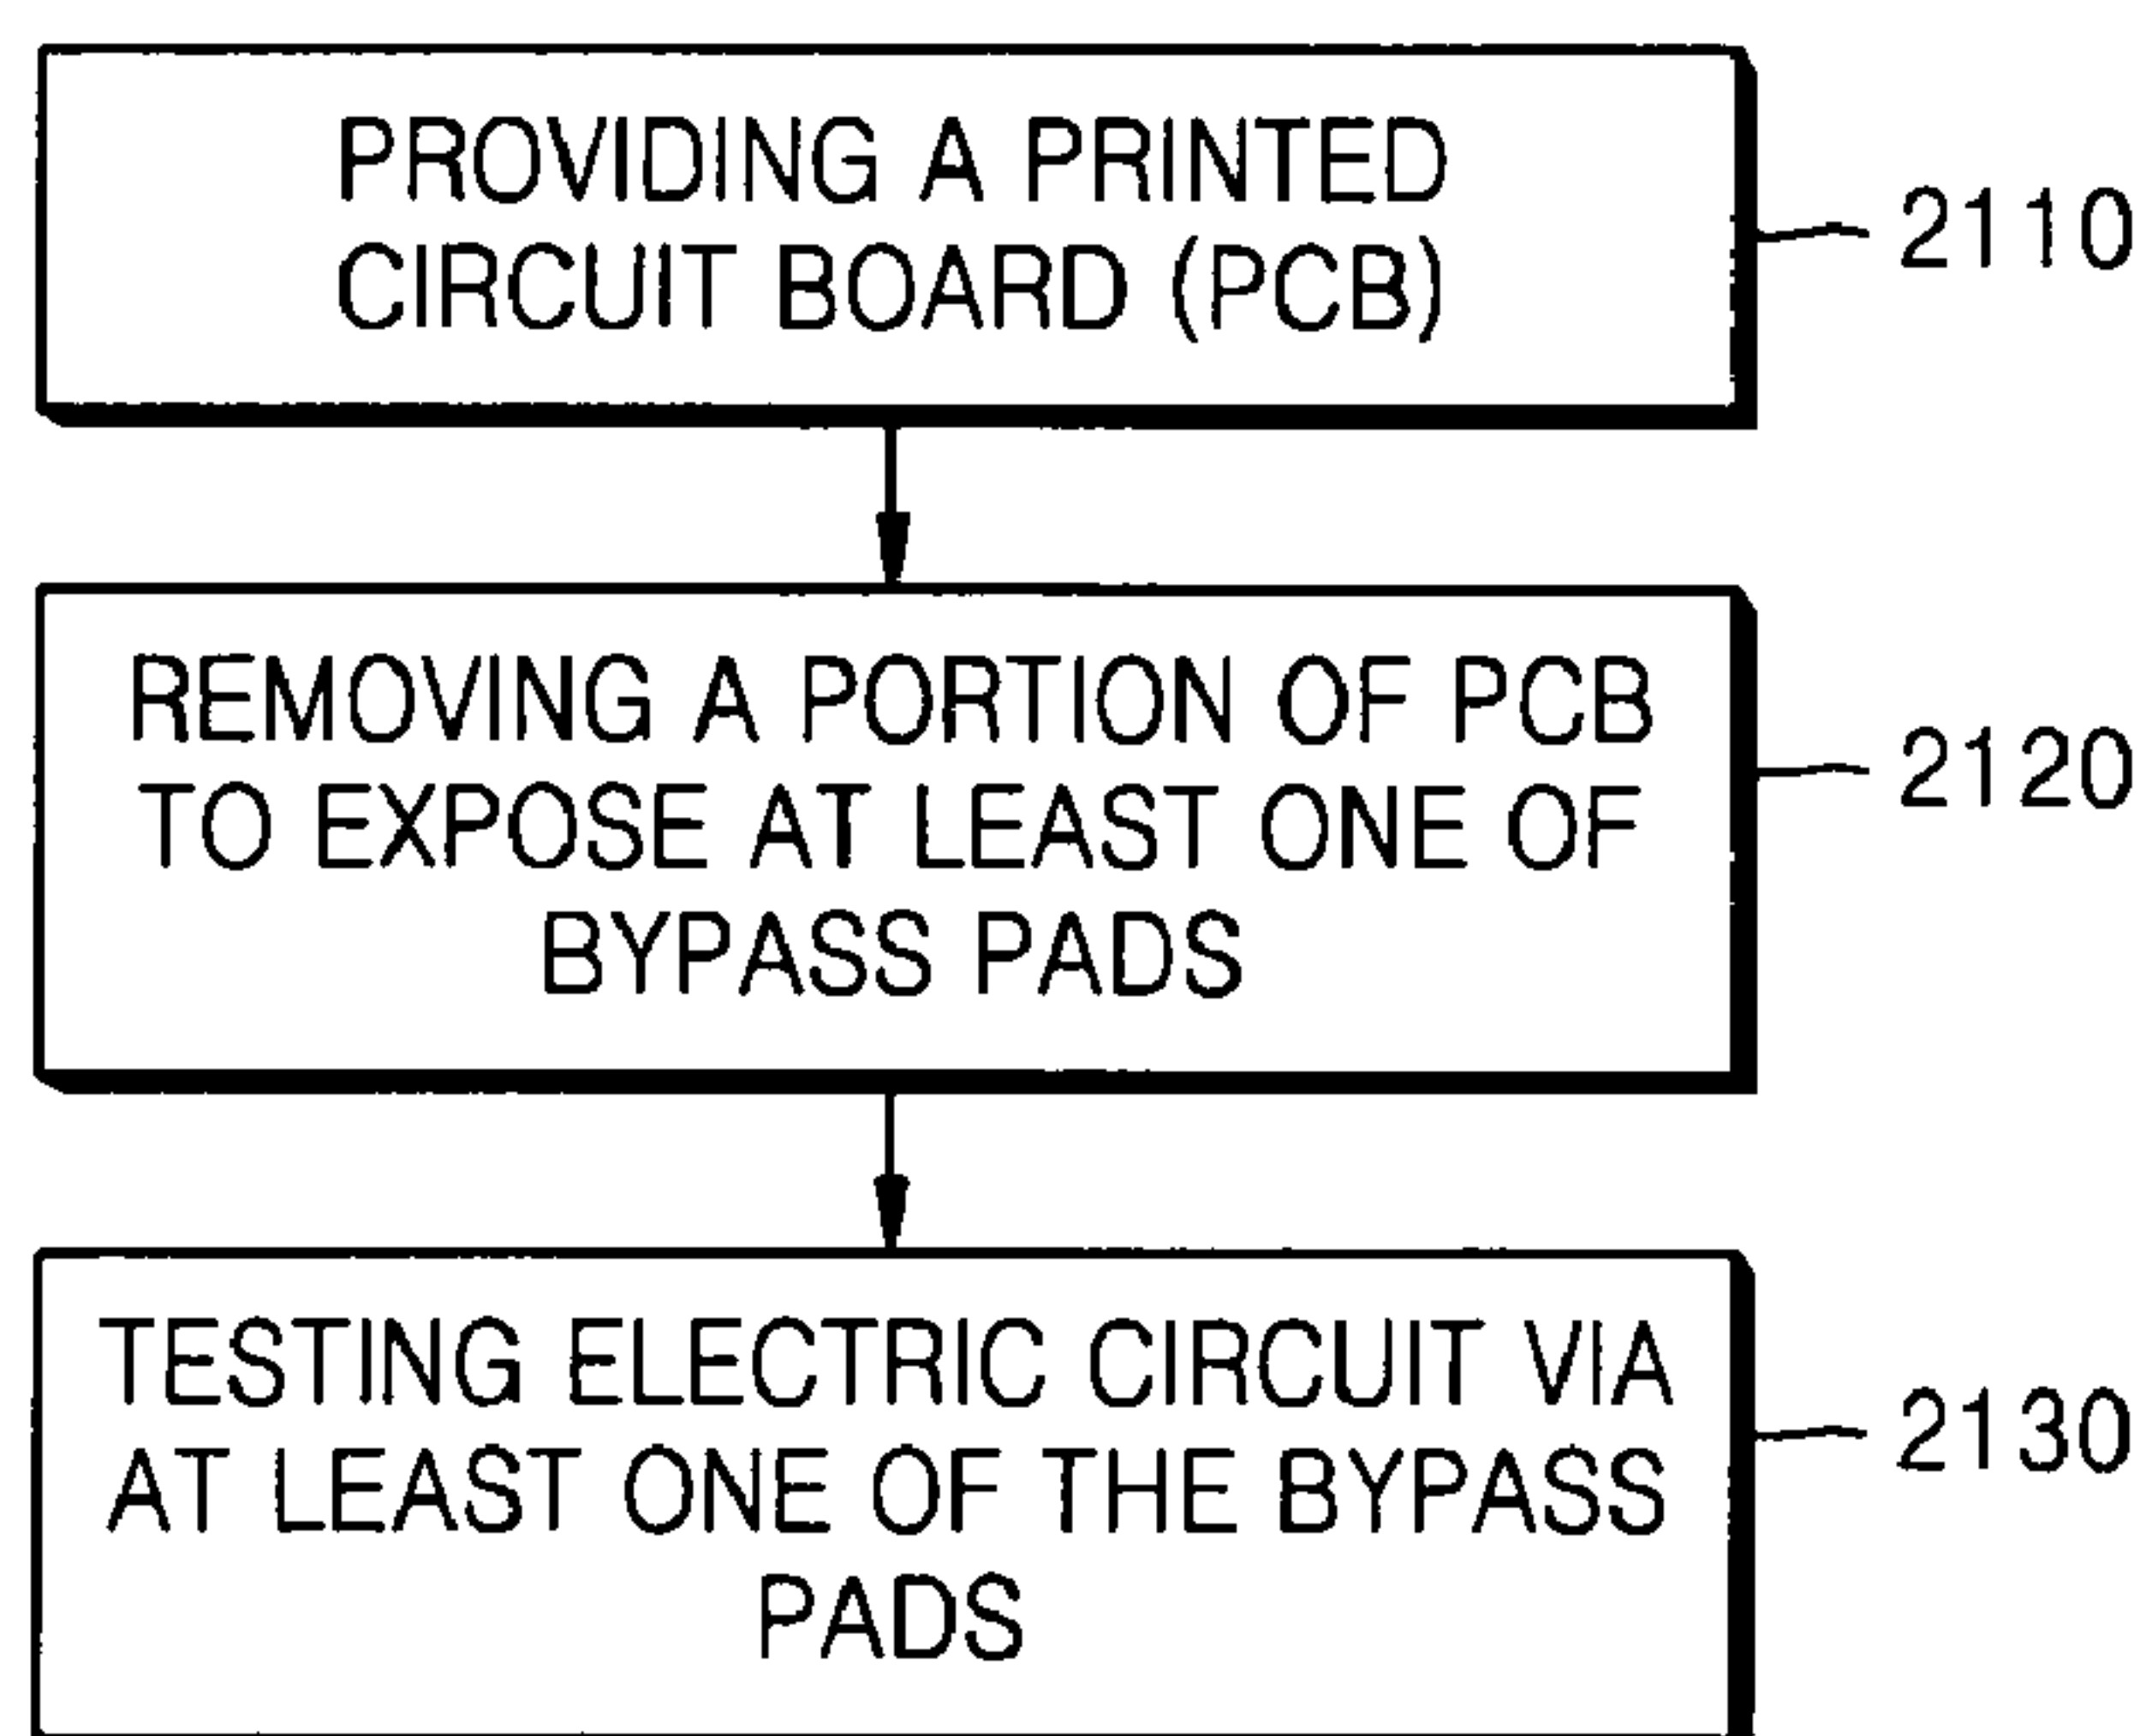 PROVIDING A PRINTED
CIRCUIT BOARD (PCB)
2110
REMOVING A PORTION OF PCB
TO EXPOSE AT LEAST ONE OF
BYPASS PADS
2120
TESTING ELECTRIC CIRCUIT VIA
AT LEAST ONE OF THE BYPASS
PADS
2130